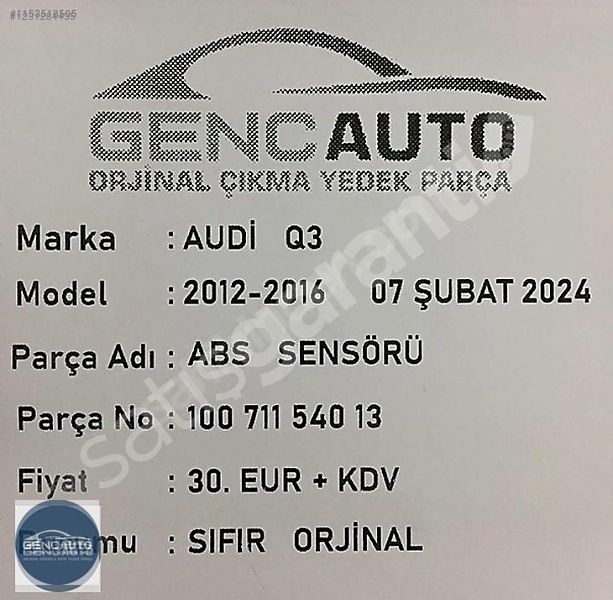 GENCAUTO
ORJİNAL ÇIKMA YEDEK PARÇA
Marka : AUDİ Q3
Model : 2012-2016 07 ŞUBAT 2024
Parça Adı : ABS SENSÖRÜ
Parça No : 100 711 540 13
Fiyat : 30. EUR + KDV
mu : SIFIR ORJİNAL
GENCAUTO
satışgaranti